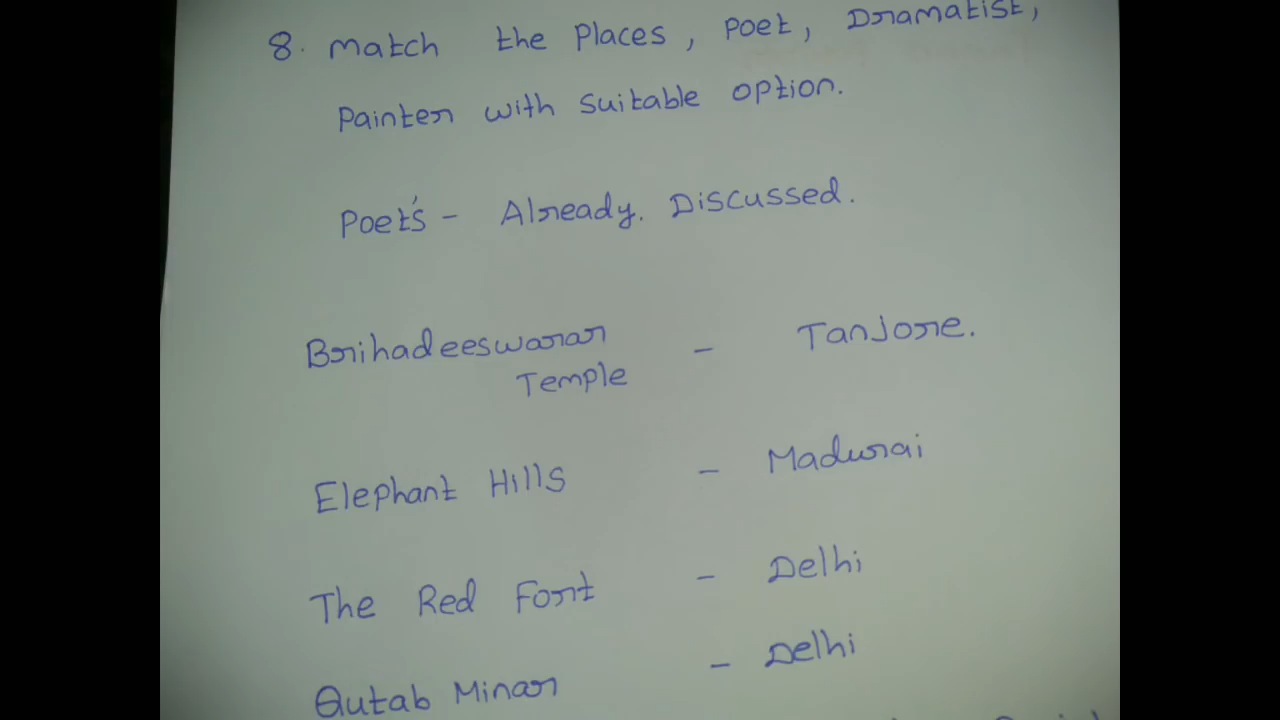 8. Match the Places, Poet, Dramatist,
Painter with suitable option.
Poet's - Already. Discussed.
Brihadeeswarar - Tanjore.
Temple
Elephant Hills - Madurai
The Red Fort - Delhi
Qutab Minar - Delhi